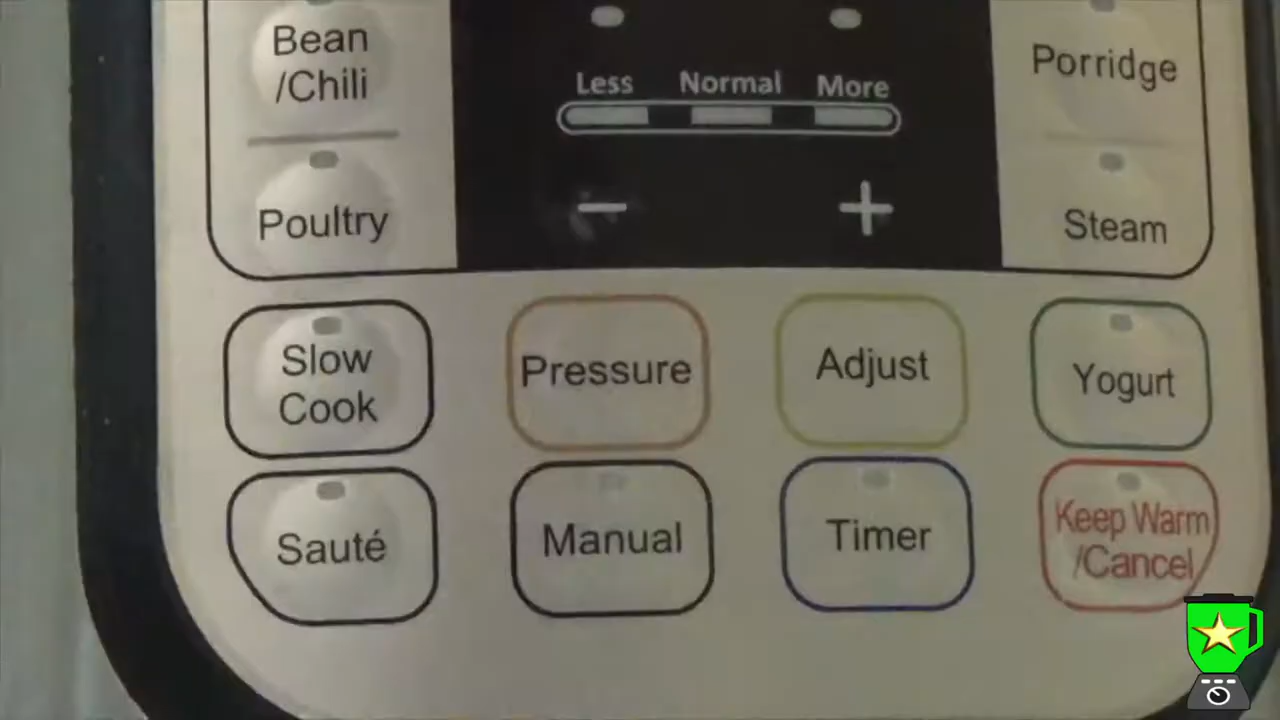 Bean
/Chili
Less Normal More
Porridge
Poultry
− +
Steam
Slow
Cook
Pressure
Adjust
Yogurt
Sauté
Manual
Timer
Keep Warm
/Cancel